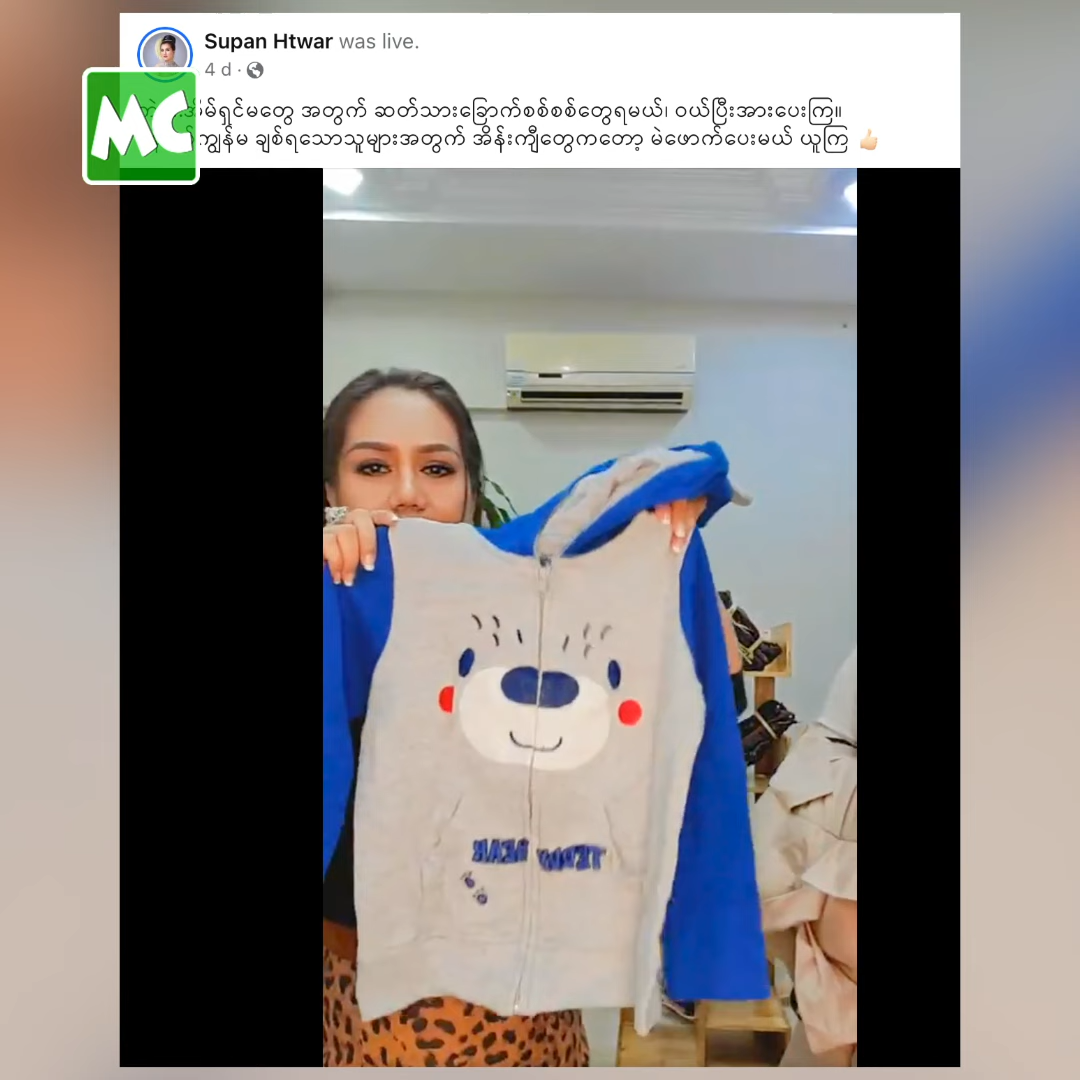 Supan Htwar was live.
4 d ·
အိမ်ရှင်မတွေ အတွက် ဆတ်သားခြောက်စစ်စစ်တွေရမယ်၊ ဝယ်ပြီးအားပေးကြ။
ကျွန်မ ချစ်ရသောသူများအတွက် အိန်းကျီတွေကတော့ မဲဖောက်ပေးမယ် ယူကြ 👍🏻
MC
TEDDY BEAR